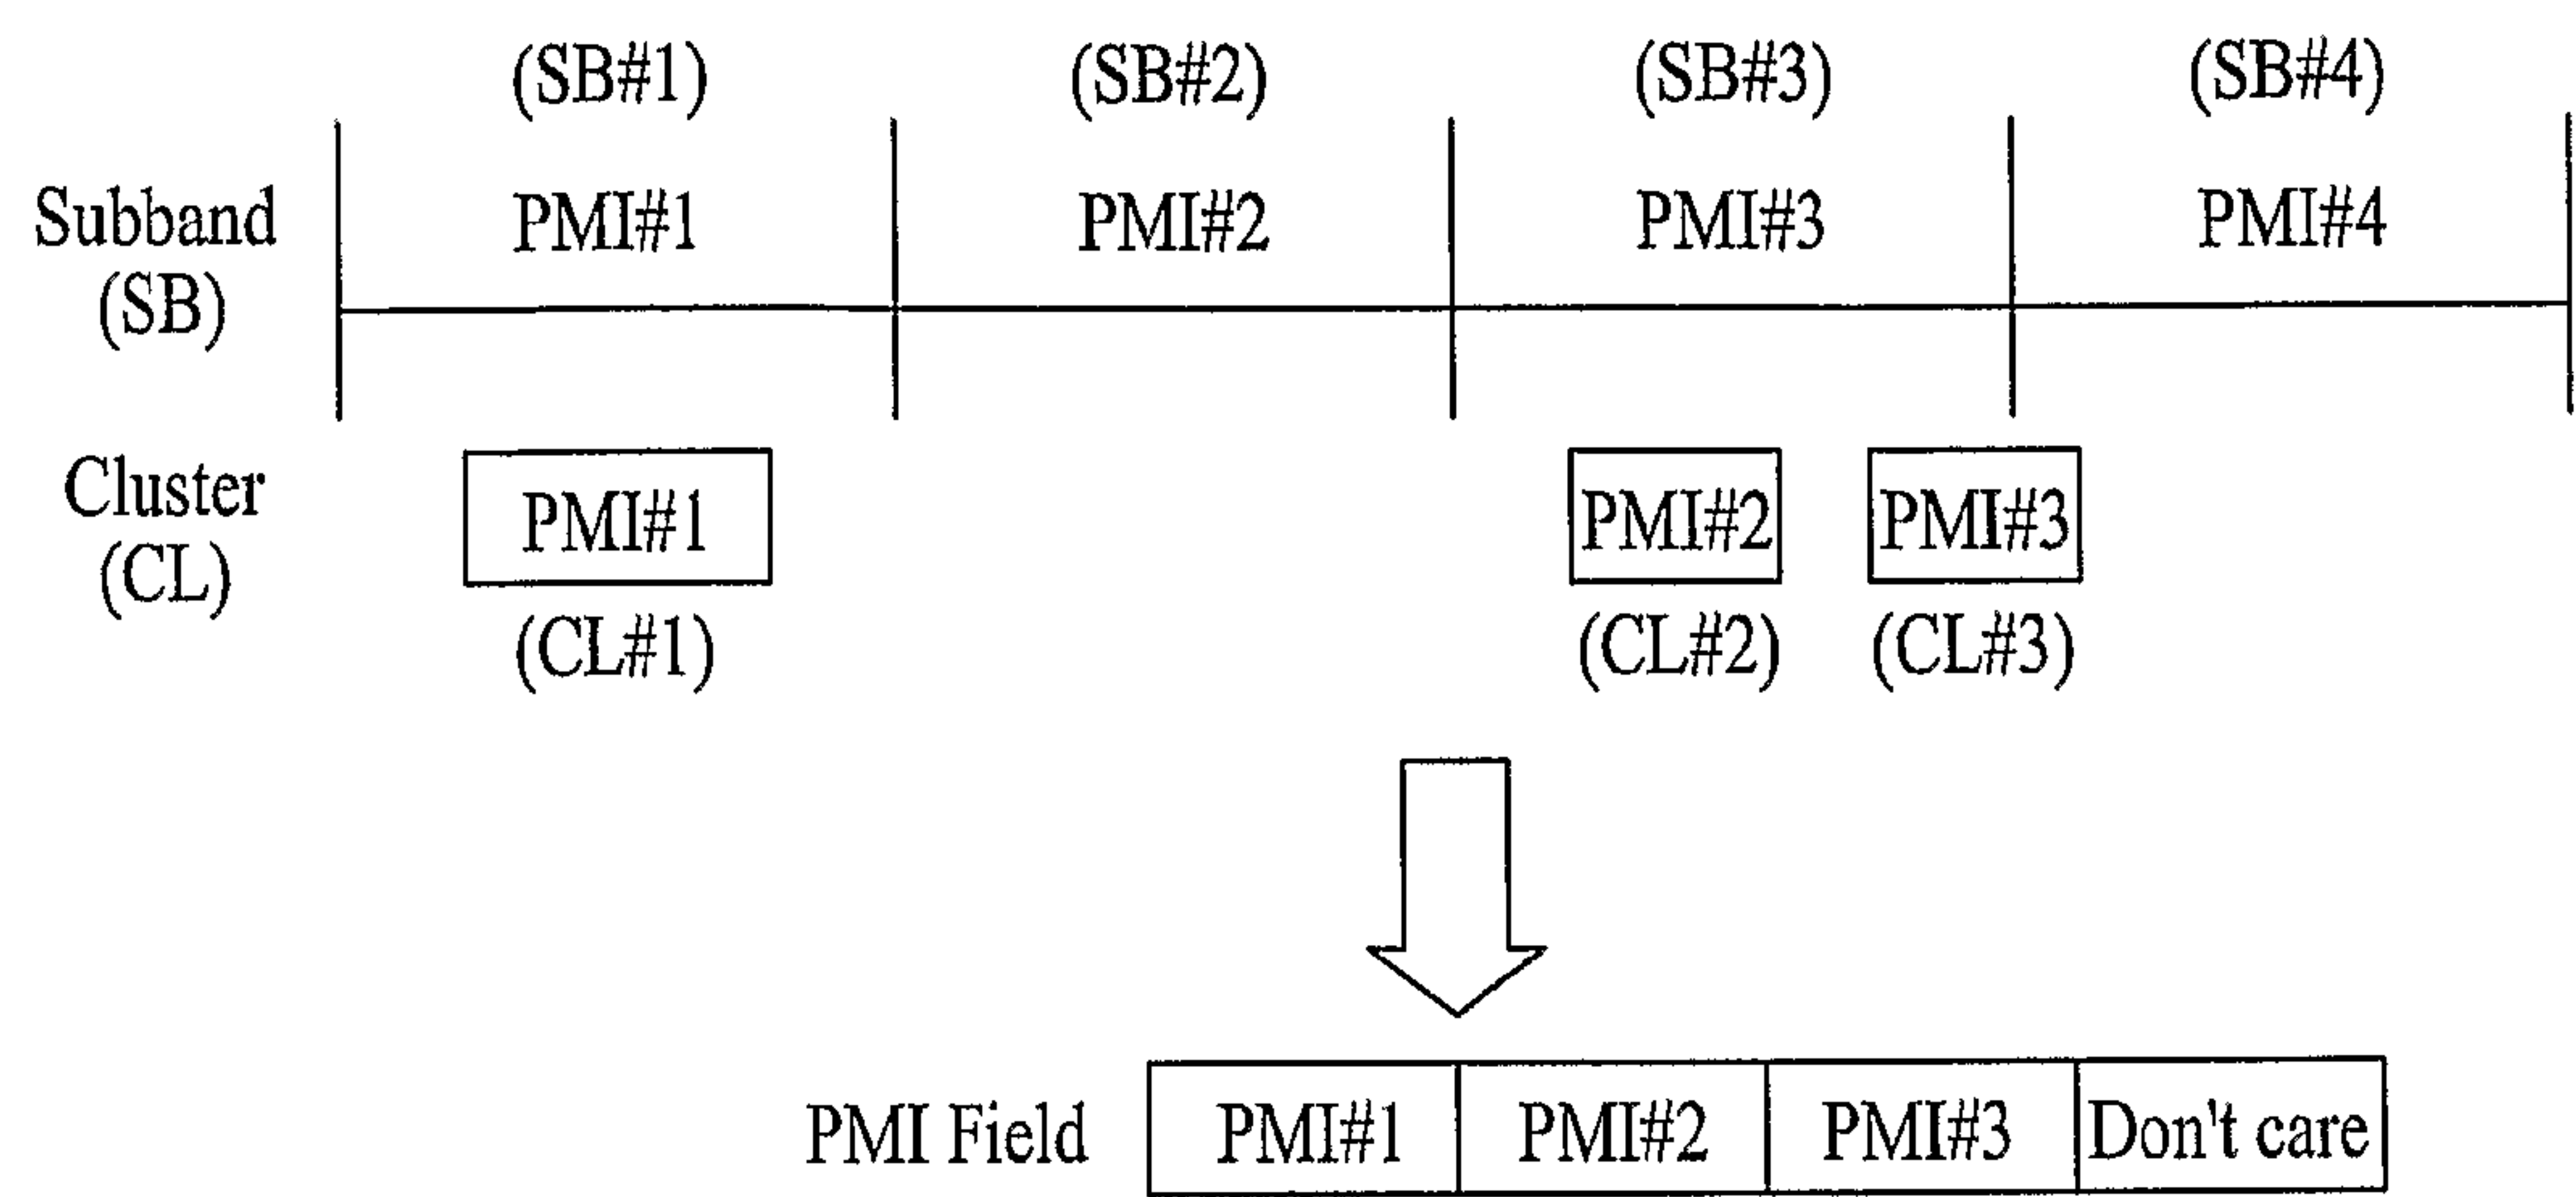 (SB#1) (SB#2) (SB#3) (SB#4)
Subband
(SB)
PMI#1 PMI#2 PMI#3 PMI#4
Cluster
(CL)
PMI#1 PMI#2 PMI#3
(CL#1) (CL#2) (CL#3)
PMI Field PMI#1 PMI#2 PMI#3 Don't care